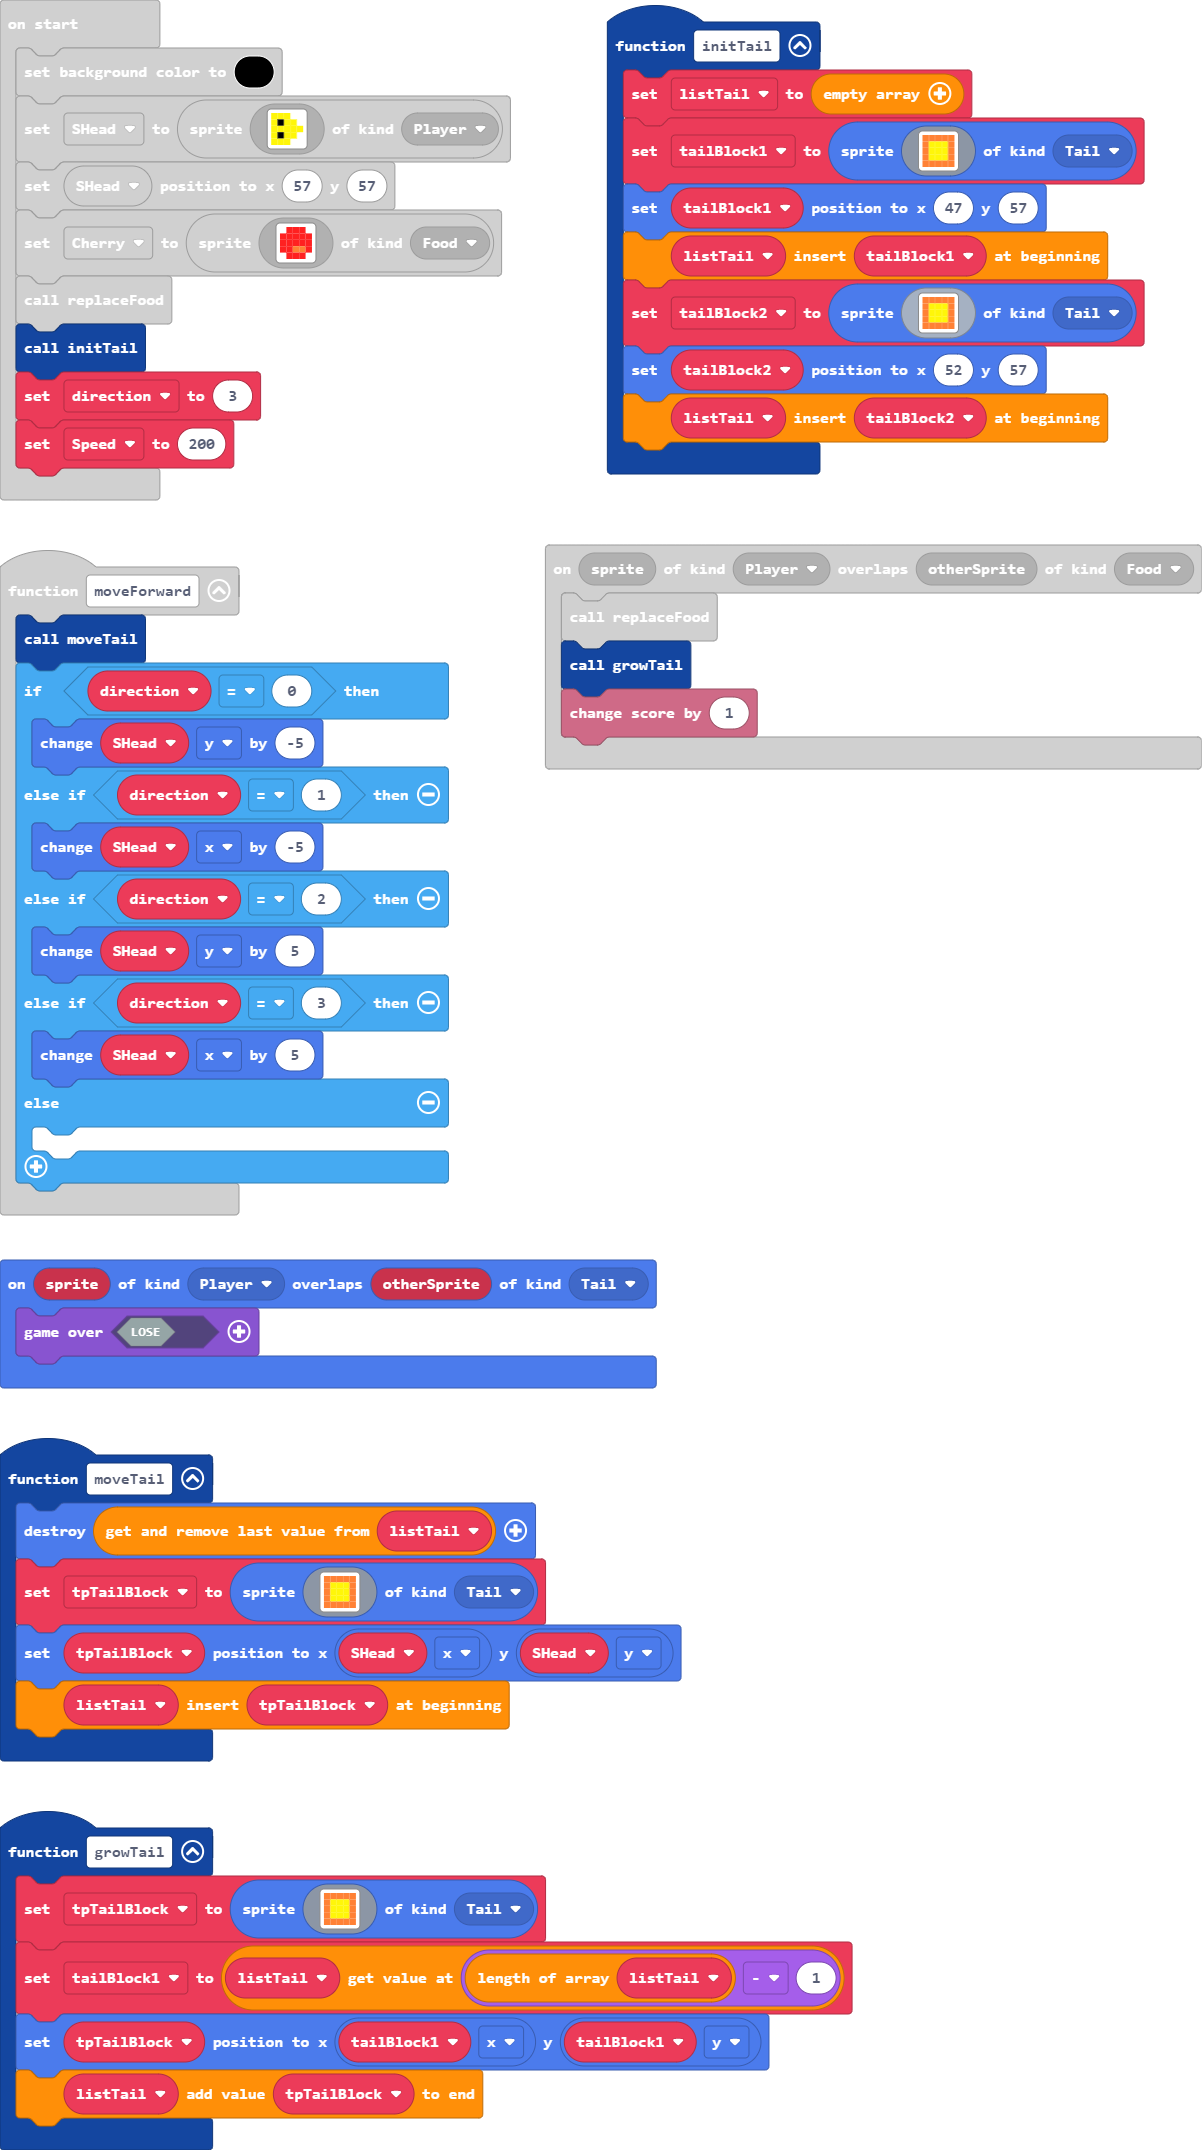 on start
set background color to
set SHead to sprite of kind Player
set SHead position to x 57 y 57
set Cherry to sprite of kind Food
call replaceFood
call initTail
set direction to 3
set Speed to 200
function initTail
set listTail to empty array
set tailBlock1 to sprite of kind Tail
set tailBlock1 position to x 47 y 57
listTail insert tailBlock1 at beginning
set tailBlock2 to sprite of kind Tail
set tailBlock2 position to x 52 y 57
listTail insert tailBlock2 at beginning
function moveForward
call moveTail
if direction = 0 then
change SHead y by -5
else if direction = 1 then
change SHead x by -5
else if direction = 2 then
change SHead y by 5
else if direction = 3 then
change SHead x by 5
else
on sprite of kind Player overlaps otherSprite of kind Food
call replaceFood
call growTail
change score by 1
on sprite of kind Player overlaps otherSprite of kind Tail
game over LOSE
function moveTail
destroy get and remove last value from listTail
set tpTailBlock to sprite of kind Tail
set tpTailBlock position to x SHead x y SHead y
listTail insert tpTailBlock at beginning
function growTail
set tpTailBlock to sprite of kind Tail
set tailBlock1 to listTail get value at length of array listTail - 1
set tpTailBlock position to x tailBlock1 x y tailBlock1 y
listTail add value tpTailBlock to end